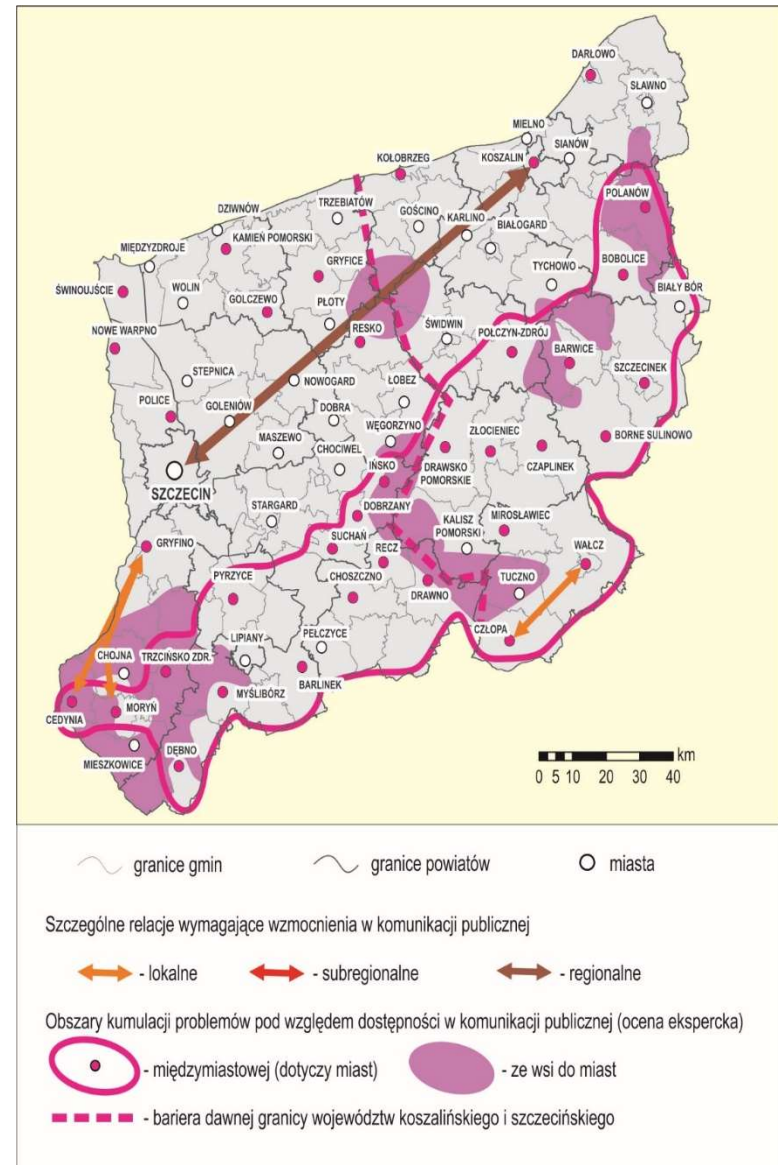 DARŁOWO
SŁAWNO
MIELNO
SIANÓW
KOSZALIN
KOŁOBRZEG
POLANÓW
TRZEBIATÓW
GOŚCINO
KARLINO
DZIWNÓW
BIAŁOGARD
KAMIEŃ POMORSKI
MIĘDZYZDROJE
GRYFICE
TYCHOWO
BOBOLICE
BIAŁY BÓR
ŚWINOUJŚCIE
WOLIN
GOLCZEWO
PŁOTY
NOWE WARPNO
RESKO
ŚWIDWIN
POŁCZYN-ZDRÓJ
BARWICE
SZCZECINEK
STEPNICA
NOWOGARD
ŁOBEZ
POLICE
GOLENIÓW
DOBRA
WĘGORZYNO
ZŁOCIENIEC
BORNE SULINOWO
MASZEWO
CHOCIWEL
IŃSKO
DRAWSKO
POMORSKIE
CZAPLINEK
SZCZECIN
STARGARD
DOBRZANY
KALISZ
POMORSKI
MIROSŁAWIEC
GRYFINO
SUCHAŃ
RECZ
WAŁCZ
PYRZYCE
CHOSZCZNO
DRAWNO
TUCZNO
CZŁOPA
LIPIANY
PEŁCZYCE
CHOJNA
TRZCIŃSKO ZDR.
BARLINEK
MYŚLIBÓRZ
CEDYNIA
MORYŃ
MIESZKOWICE
DĘBNO
km
0 5 10 20 30 40
granice gmin
granice powiatów
miasta
Szczególne relacje wymagające wzmocnienia w komunikacji publicznej
- lokalne
- subregionalne
- regionalne
Obszary kumulacji problemów pod względem dostępności w komunikacji publicznej (ocena ekspercka)
- międzymiastowej (dotyczy miast)
- ze wsi do miast
- bariera dawnej granicy województw koszalińskiego i szczecińskiego